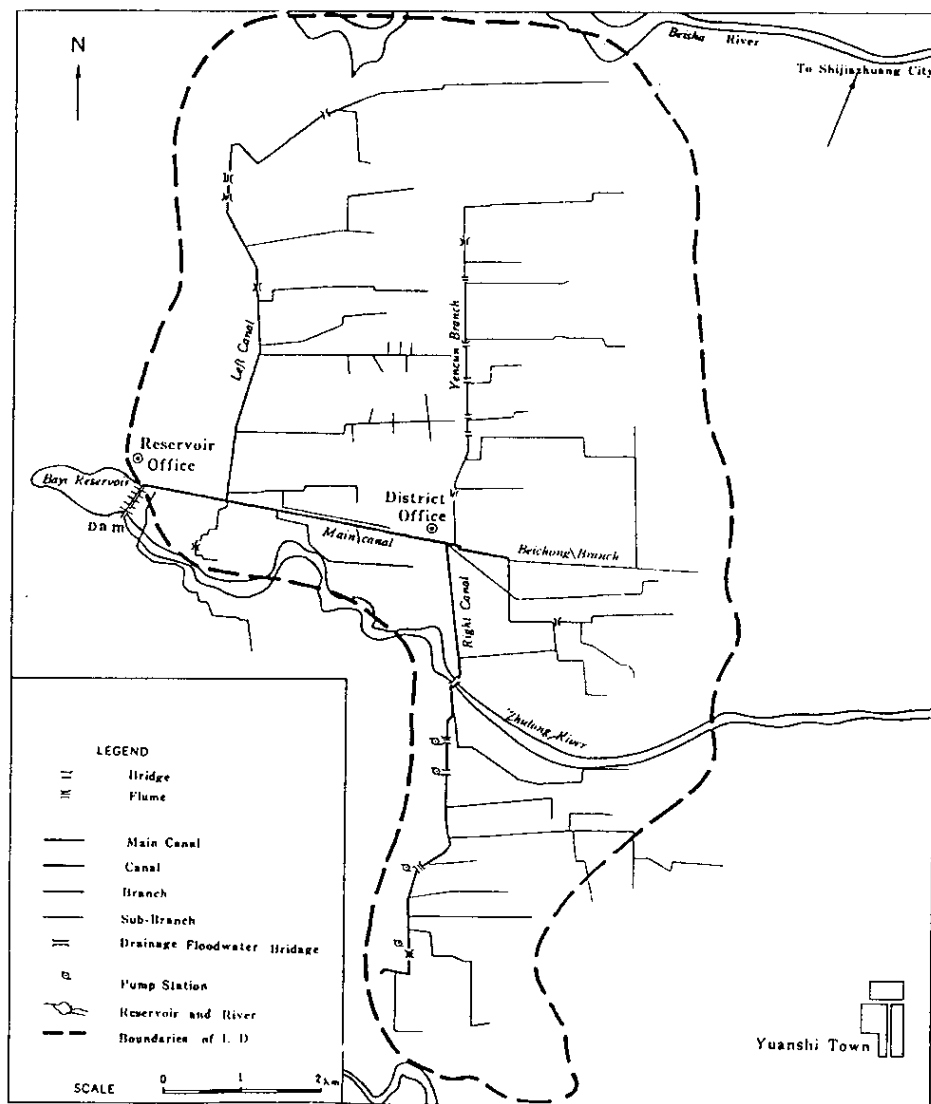 N
Beisha River
To Shijiazhuang City
Left Canal
Yencun Branch
Reservoir
Office
Bayi Reservoir
Dam
District
Office
Main canal
Beichong Branch
Right Canal
Zhulong River
LEGEND
Bridge
Flume
Main Canal
Canal
Branch
Sub-Branch
Drainage Floodwater Bridage
Pump Station
Reservoir and River
Boundaries of I. D
SCALE
0 1 2 km
Yuanshi Town